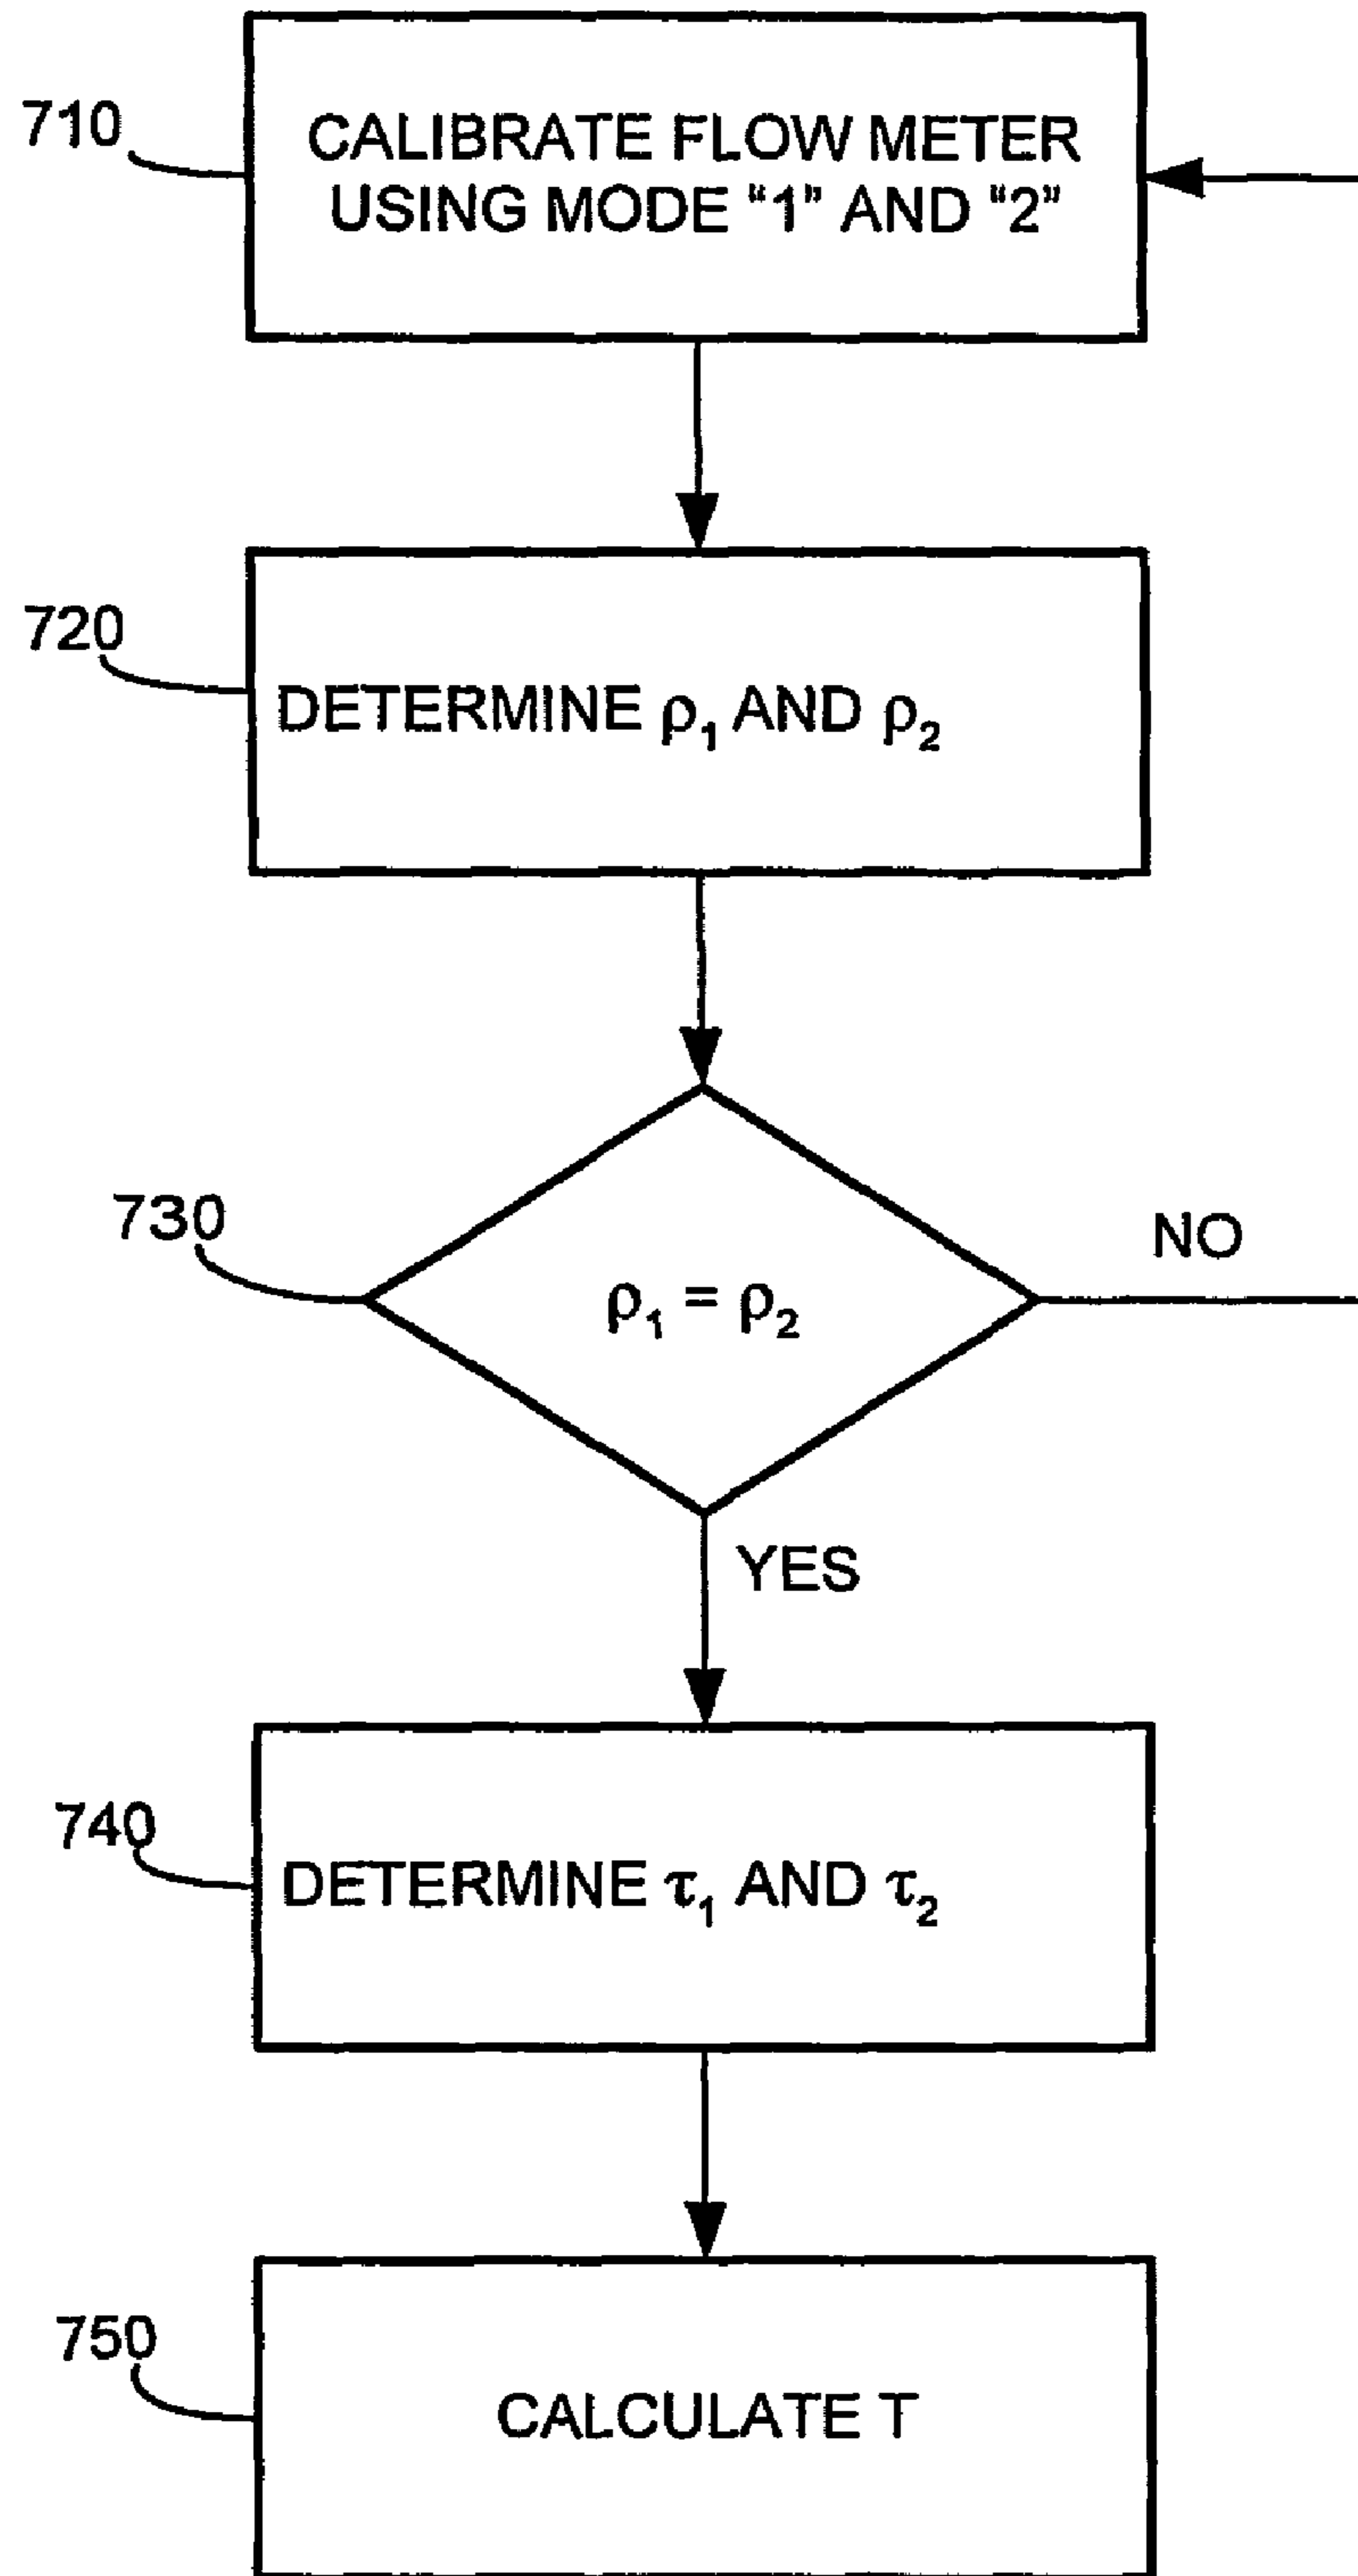 710
CALIBRATE FLOW METER
USING MODE “1” AND “2”
720
DETERMINE ρ₁ AND ρ₂
730
ρ₁ = ρ₂
NO
YES
740
DETERMINE τ₁ AND τ₂
750
CALCULATE T